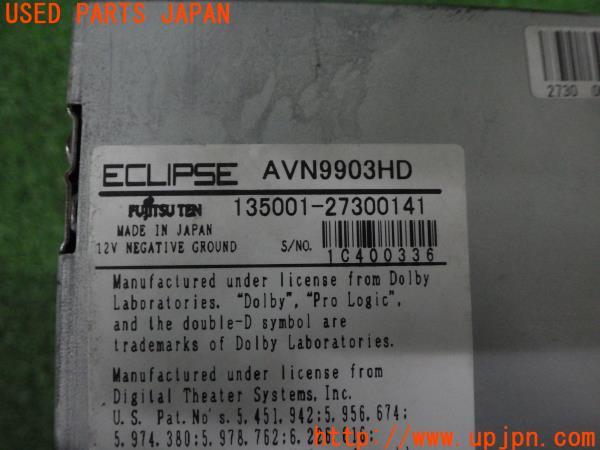 USED PARTS JAPAN
2730
ECLIPSE AVN9903HD
FUJITSU TEN 135001-27300141
MADE IN JAPAN
12V NEGATIVE GROUND S/NO. 1C400336
Manufactured under license from Dolby
Laboratories. "Dolby", "Pro Logic",
and the double-D symbol are
trademarks of Dolby Laboratories.
Manufactured under license from
Digital Theater Systems, Inc.
U.S. Pat. No's 5,451,942;5,956,674;
5,974,380;5,978,762;
www.upjpn.com